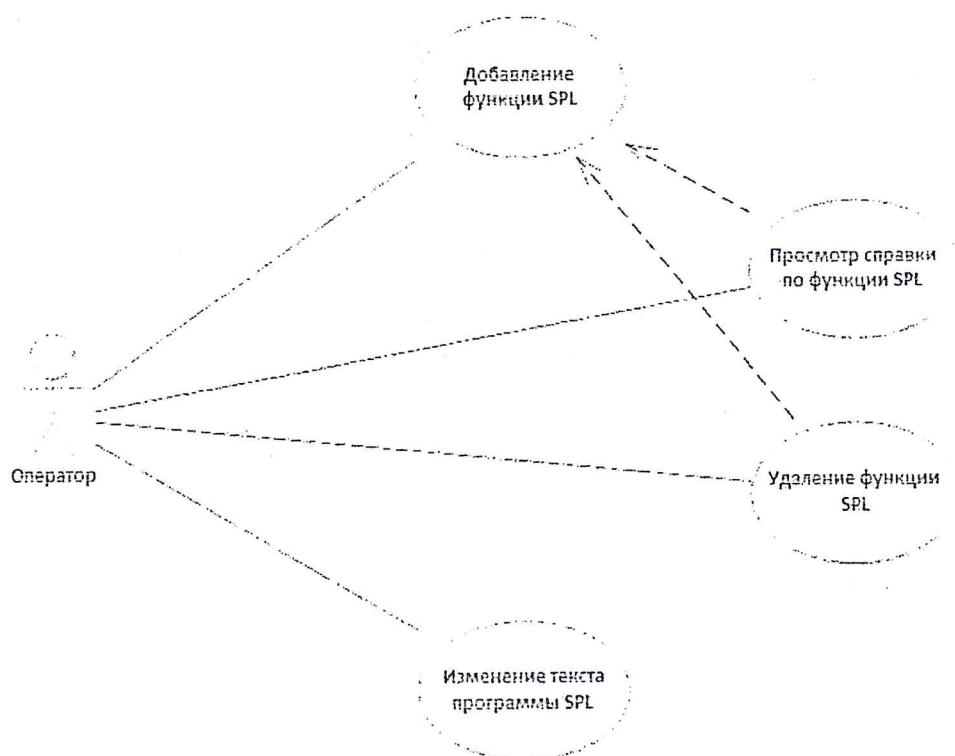 Добавление
функции SPL
Просмотр справки
по функции SPL
Оператор
Удаление функции
SPL
Изменение текста
программы SPL